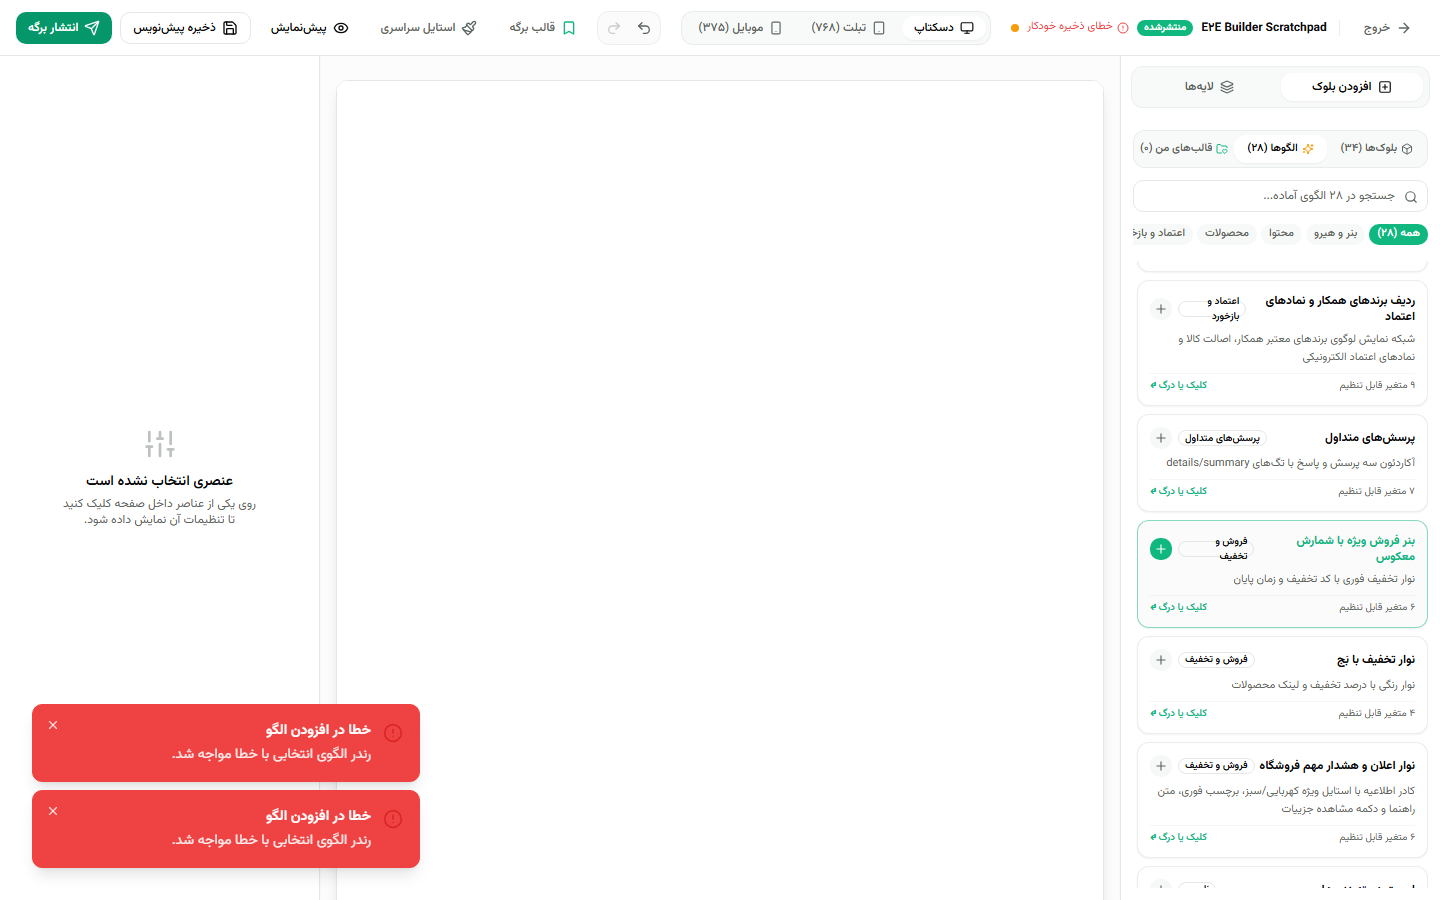 خروج
E2E Builder Scratchpad
منتشرشده
خطای ذخیره خودکار
دسکتاپ
تبلت (۷۶۸)
موبایل (۳۷۵)
قالب برگه
استایل سراسری
پیش‌نمایش
ذخیره پیش‌نویس
انتشار برگه
افزودن بلوک
لایه‌ها
بلوک‌ها (۳۴)
الگوها (۲۸)
قالب‌های من (۰)
جستجو در ۲۸ الگوی آماده...
همه (۲۸)
بنر و هیرو
محتوا
محصولات
اعتماد و بازخ
ردیف برندهای همکار و نمادهای اعتماد
اعتماد و بازخورد
شبکه نمایش لوگوی برندهای معتبر همکار، اصالت کالا و
نمادهای اعتماد الکترونیکی
۹ متغیر قابل تنظیم
کلیک یا درگ
پرسش‌های متداول
پرسش‌های متداول
آکاردئون سه پرسش و پاسخ با تگ‌های details/summary
۷ متغیر قابل تنظیم
کلیک یا درگ
بنر فروش ویژه با شمارش معکوس
فروش و تخفیف
نوار تخفیف فوری با کد تخفیف و زمان پایان
۶ متغیر قابل تنظیم
کلیک یا درگ
نوار تخفیف با بَج
فروش و تخفیف
نوار رنگی با درصد تخفیف و لینک محصولات
۴ متغیر قابل تنظیم
کلیک یا درگ
نوار اعلان و هشدار مهم فروشگاه
فروش و تخفیف
کادر اطلاعیه با استایل ویژه کهربایی/سبز، برچسب فوری، متن
راهنما و دکمه مشاهده جزییات
۶ متغیر قابل تنظیم
کلیک یا درگ
عنصری انتخاب نشده است
روی یکی از عناصر داخل صفحه کلیک کنید
تا تنظیمات آن نمایش داده شود.
خطا در افزودن الگو
رندر الگوی انتخابی با خطا مواجه شد.
خطا در افزودن الگو
رندر الگوی انتخابی با خطا مواجه شد.